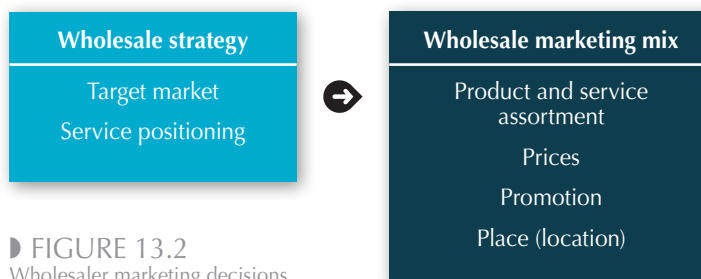 Wholesale strategy
Target market
Service positioning
Wholesale marketing mix
Product and service
assortment
Prices
Promotion
Place (location)
FIGURE 13.2
Wholesaler marketing decisions